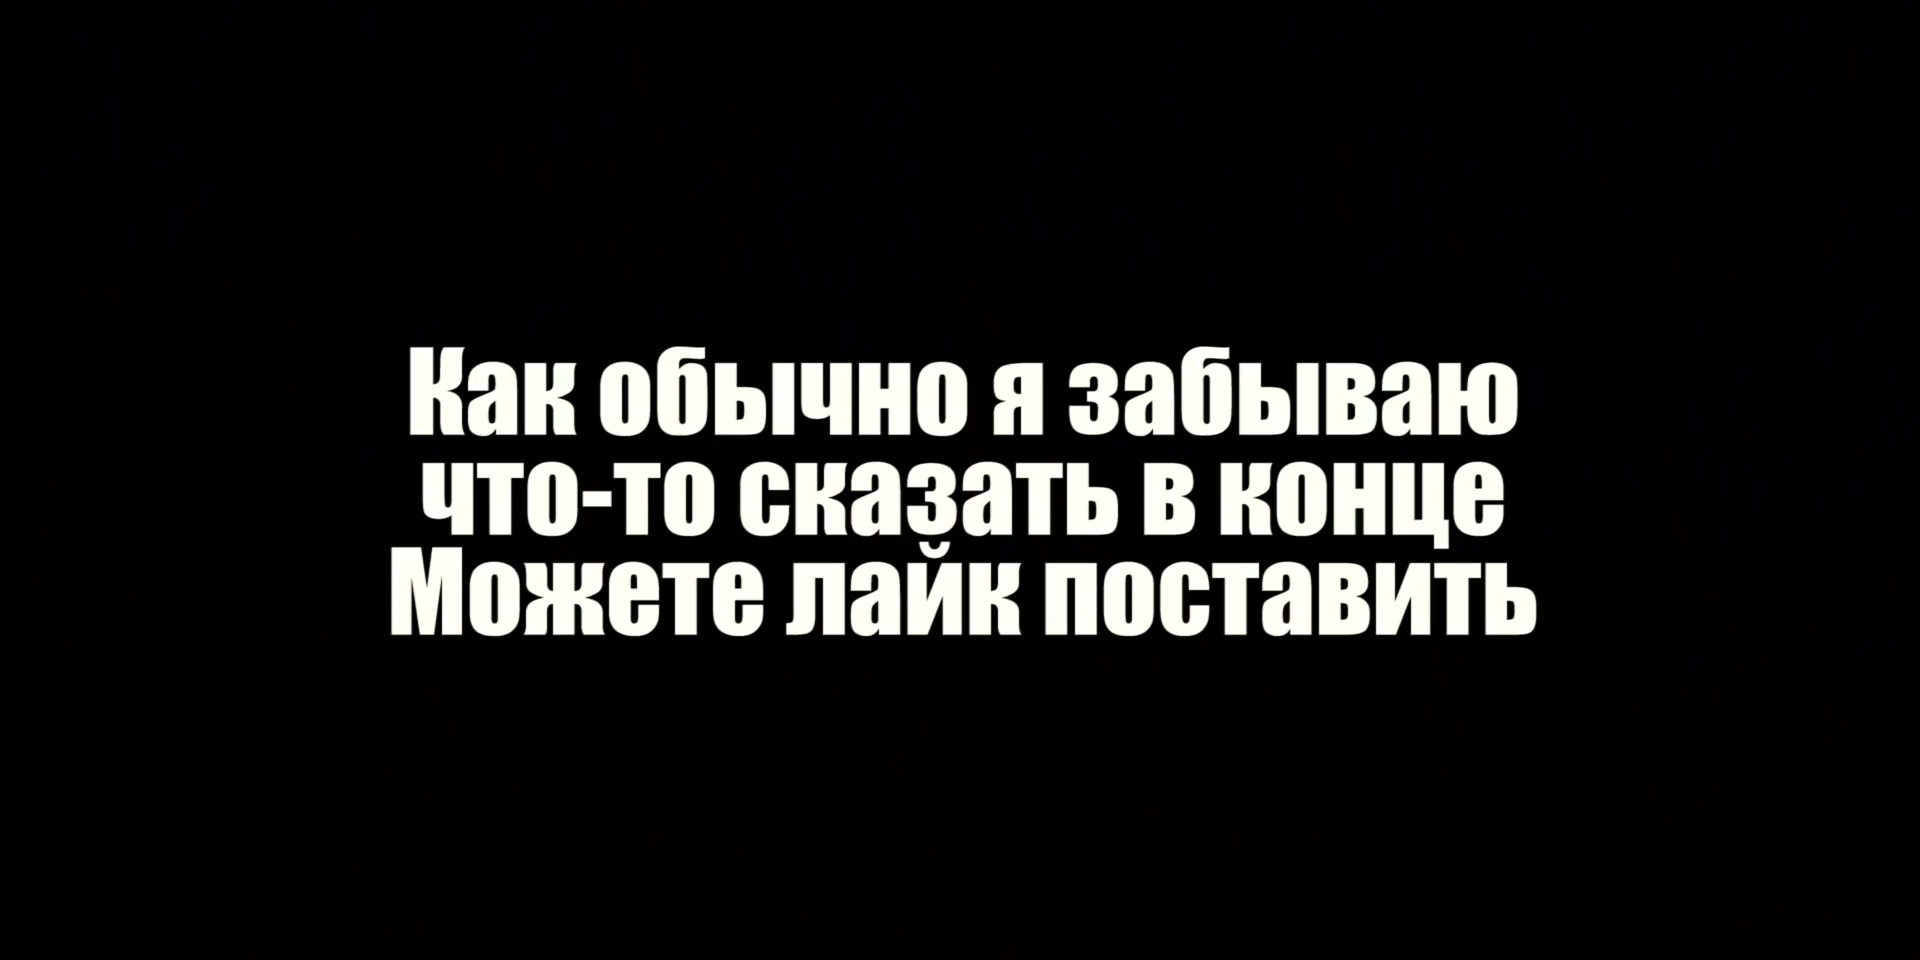 Как обычно я забываю
что-то сказать в конце
Можете лайк поставить